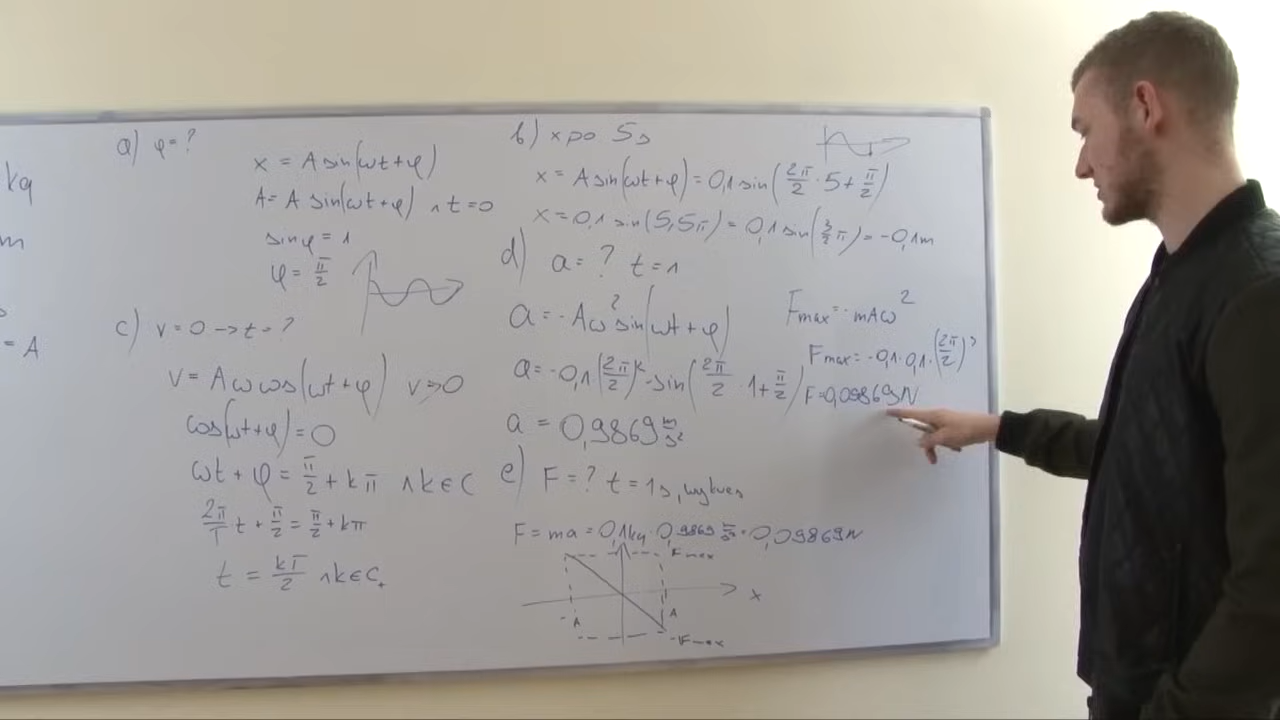 kg
m
= A
a) φ = ?
x = A sin(ωt + φ)
A = A sin(ωt + φ) ∧ t = 0
sin φ = 1
φ = π/2
c) v = 0 → t = ?
v = Aω cos(ωt + φ) v => 0
cos(ωt + φ) = 0
ωt + φ = π/2 + kπ ∧ k ∈ C
2π/T t + π/2 = π/2 + kπ
t = kT/2 ∧ k ∈ C₊
b) x po 5s
x = A sin(ωt + φ) = 0,1 sin(2π/2 · 5 + π/2)
x = 0,1 sin(5,5π) = 0,1 sin(3/2 π) = -0,1m
d) a = ? t = 1
a = -Aω² sin(ωt + φ)
a = -0,1 (2π/2)² · sin(2π/2 · 1 + π/2)
a = 0,9869 m/s²
Fmax = -mAω²
Fmax = -0,1 · 0,1 · (2π/2)²
F = 0,09869N
e) F = ? t = 1s, wykres
F = ma = 0,1kg · 0,9869 m/s² = 0,09869N
Fmax
x
-A
A
-Fmax